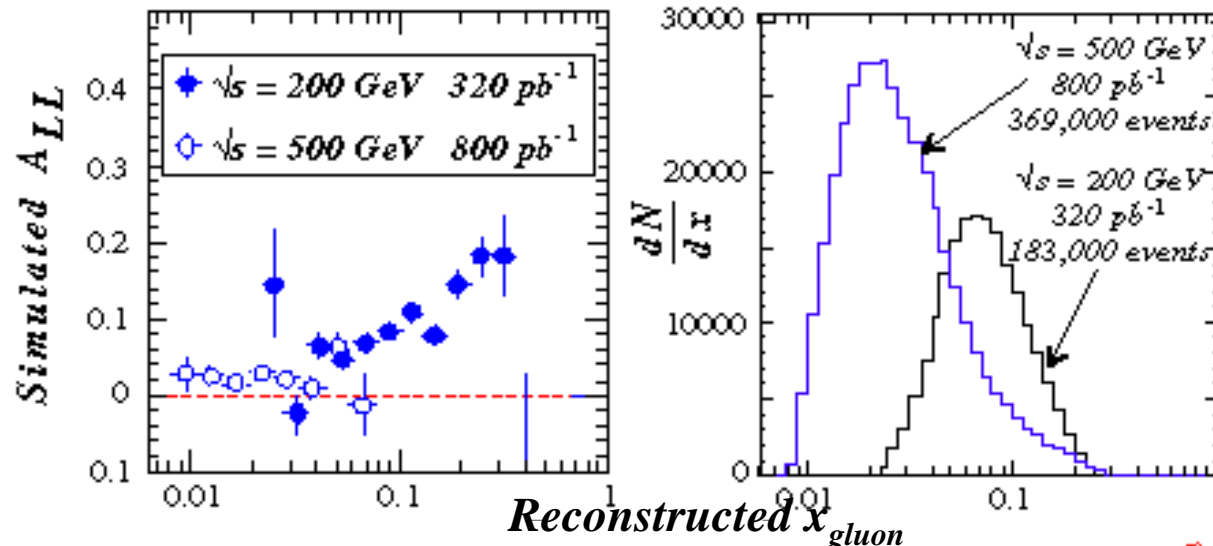 Simulated A_LL
0.4
0.3
0.2
0.1
0
0.1
√s = 200 GeV 320 pb⁻¹
√s = 500 GeV 800 pb⁻¹
0.01
0.1
1
dN
dx
30000
20000
10000
0
√s = 500 GeV
800 pb⁻¹
369,000 events
√s = 200 GeV
320 pb⁻¹
183,000 events
0.01
0.1
Reconstructed x_gluon